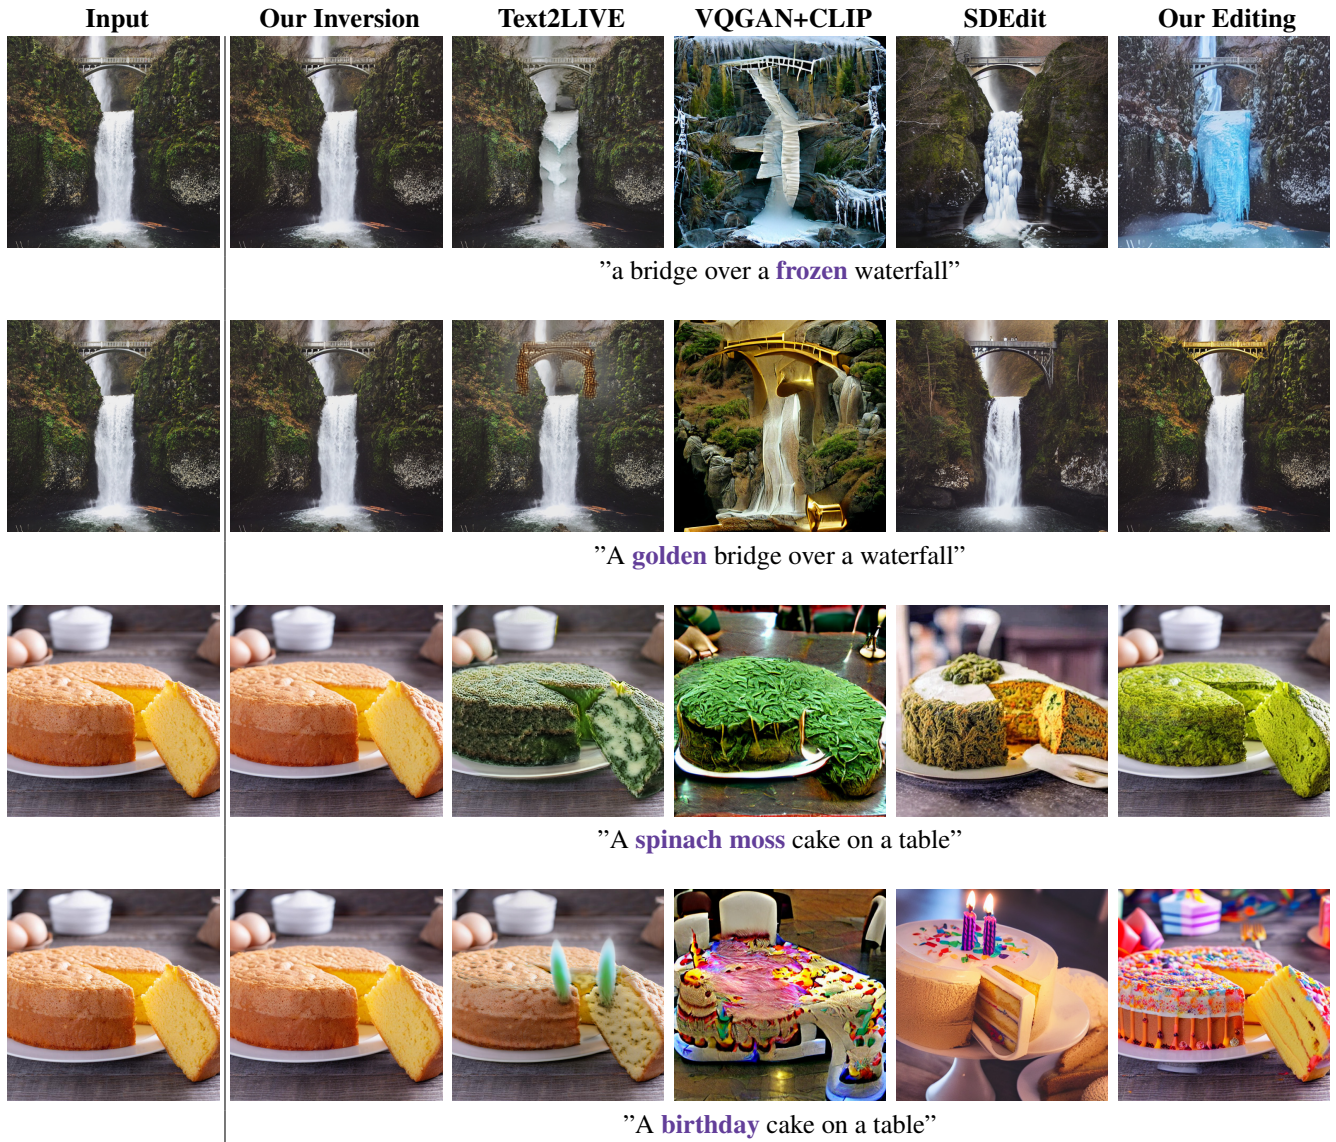 Input Our Inversion Text2LIVE VQGAN+CLIP SDEdit Our Editing
”a bridge over a frozen waterfall”
”A golden bridge over a waterfall”
”A spinach moss cake on a table”
”A birthday cake on a table”